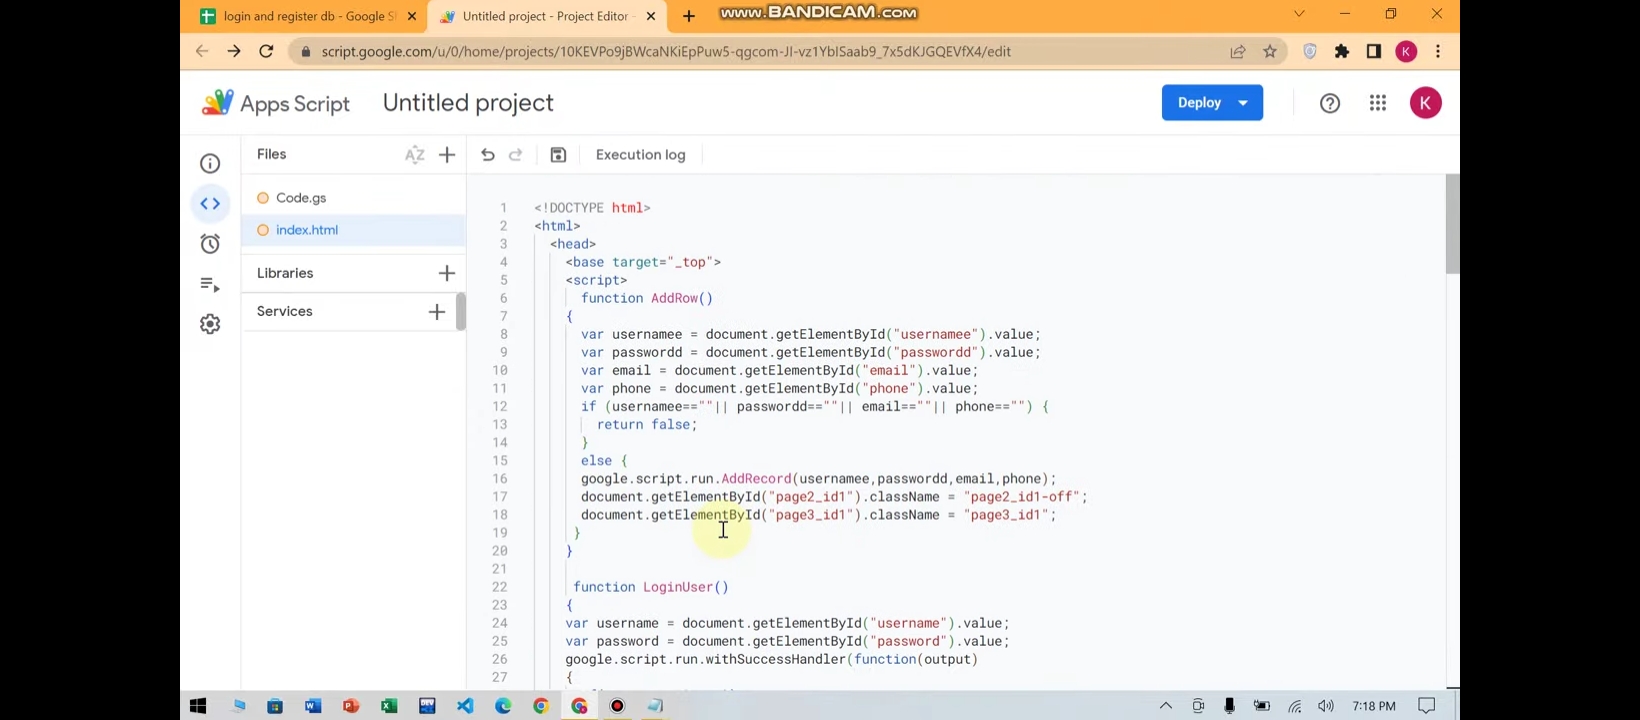 www.BANDICAM.com
login and register db - Google S
Untitled project - Project Editor -
script.google.com/u/0/home/projects/10KEVPo9jBWcaNKiEpPuw5-qgcom-JI-vz1YbISaab9_7x5dKJGQEVfX4/edit
K
Apps Script
Untitled project
Deploy
K
Files
AZ
Execution log
Code.gs
index.html
Libraries
Services
1 <!DOCTYPE html>
2 <html>
3 <head>
4 <base target="_top">
5 <script>
6 function AddRow()
7 {
8 var usernamee = document.getElementById("usernamee").value;
9 var passwordd = document.getElementById("passwordd").value;
10 var email = document.getElementById("email").value;
11 var phone = document.getElementById("phone").value;
12 if (usernamee==""|| passwordd==""|| email==""|| phone=="") {
13 return false;
14 }
15 else {
16 google.script.run.AddRecord(usernamee,passwordd,email,phone);
17 document.getElementById("page2_id1").className = "page2_id1-off";
18 document.getElementById("page3_id1").className = "page3_id1";
19 }
20 }
21
22 function LoginUser()
23 {
24 var username = document.getElementById("username").value;
25 var password = document.getElementById("password").value;
26 google.script.run.withSuccessHandler(function(output)
27 {
7:18 PM